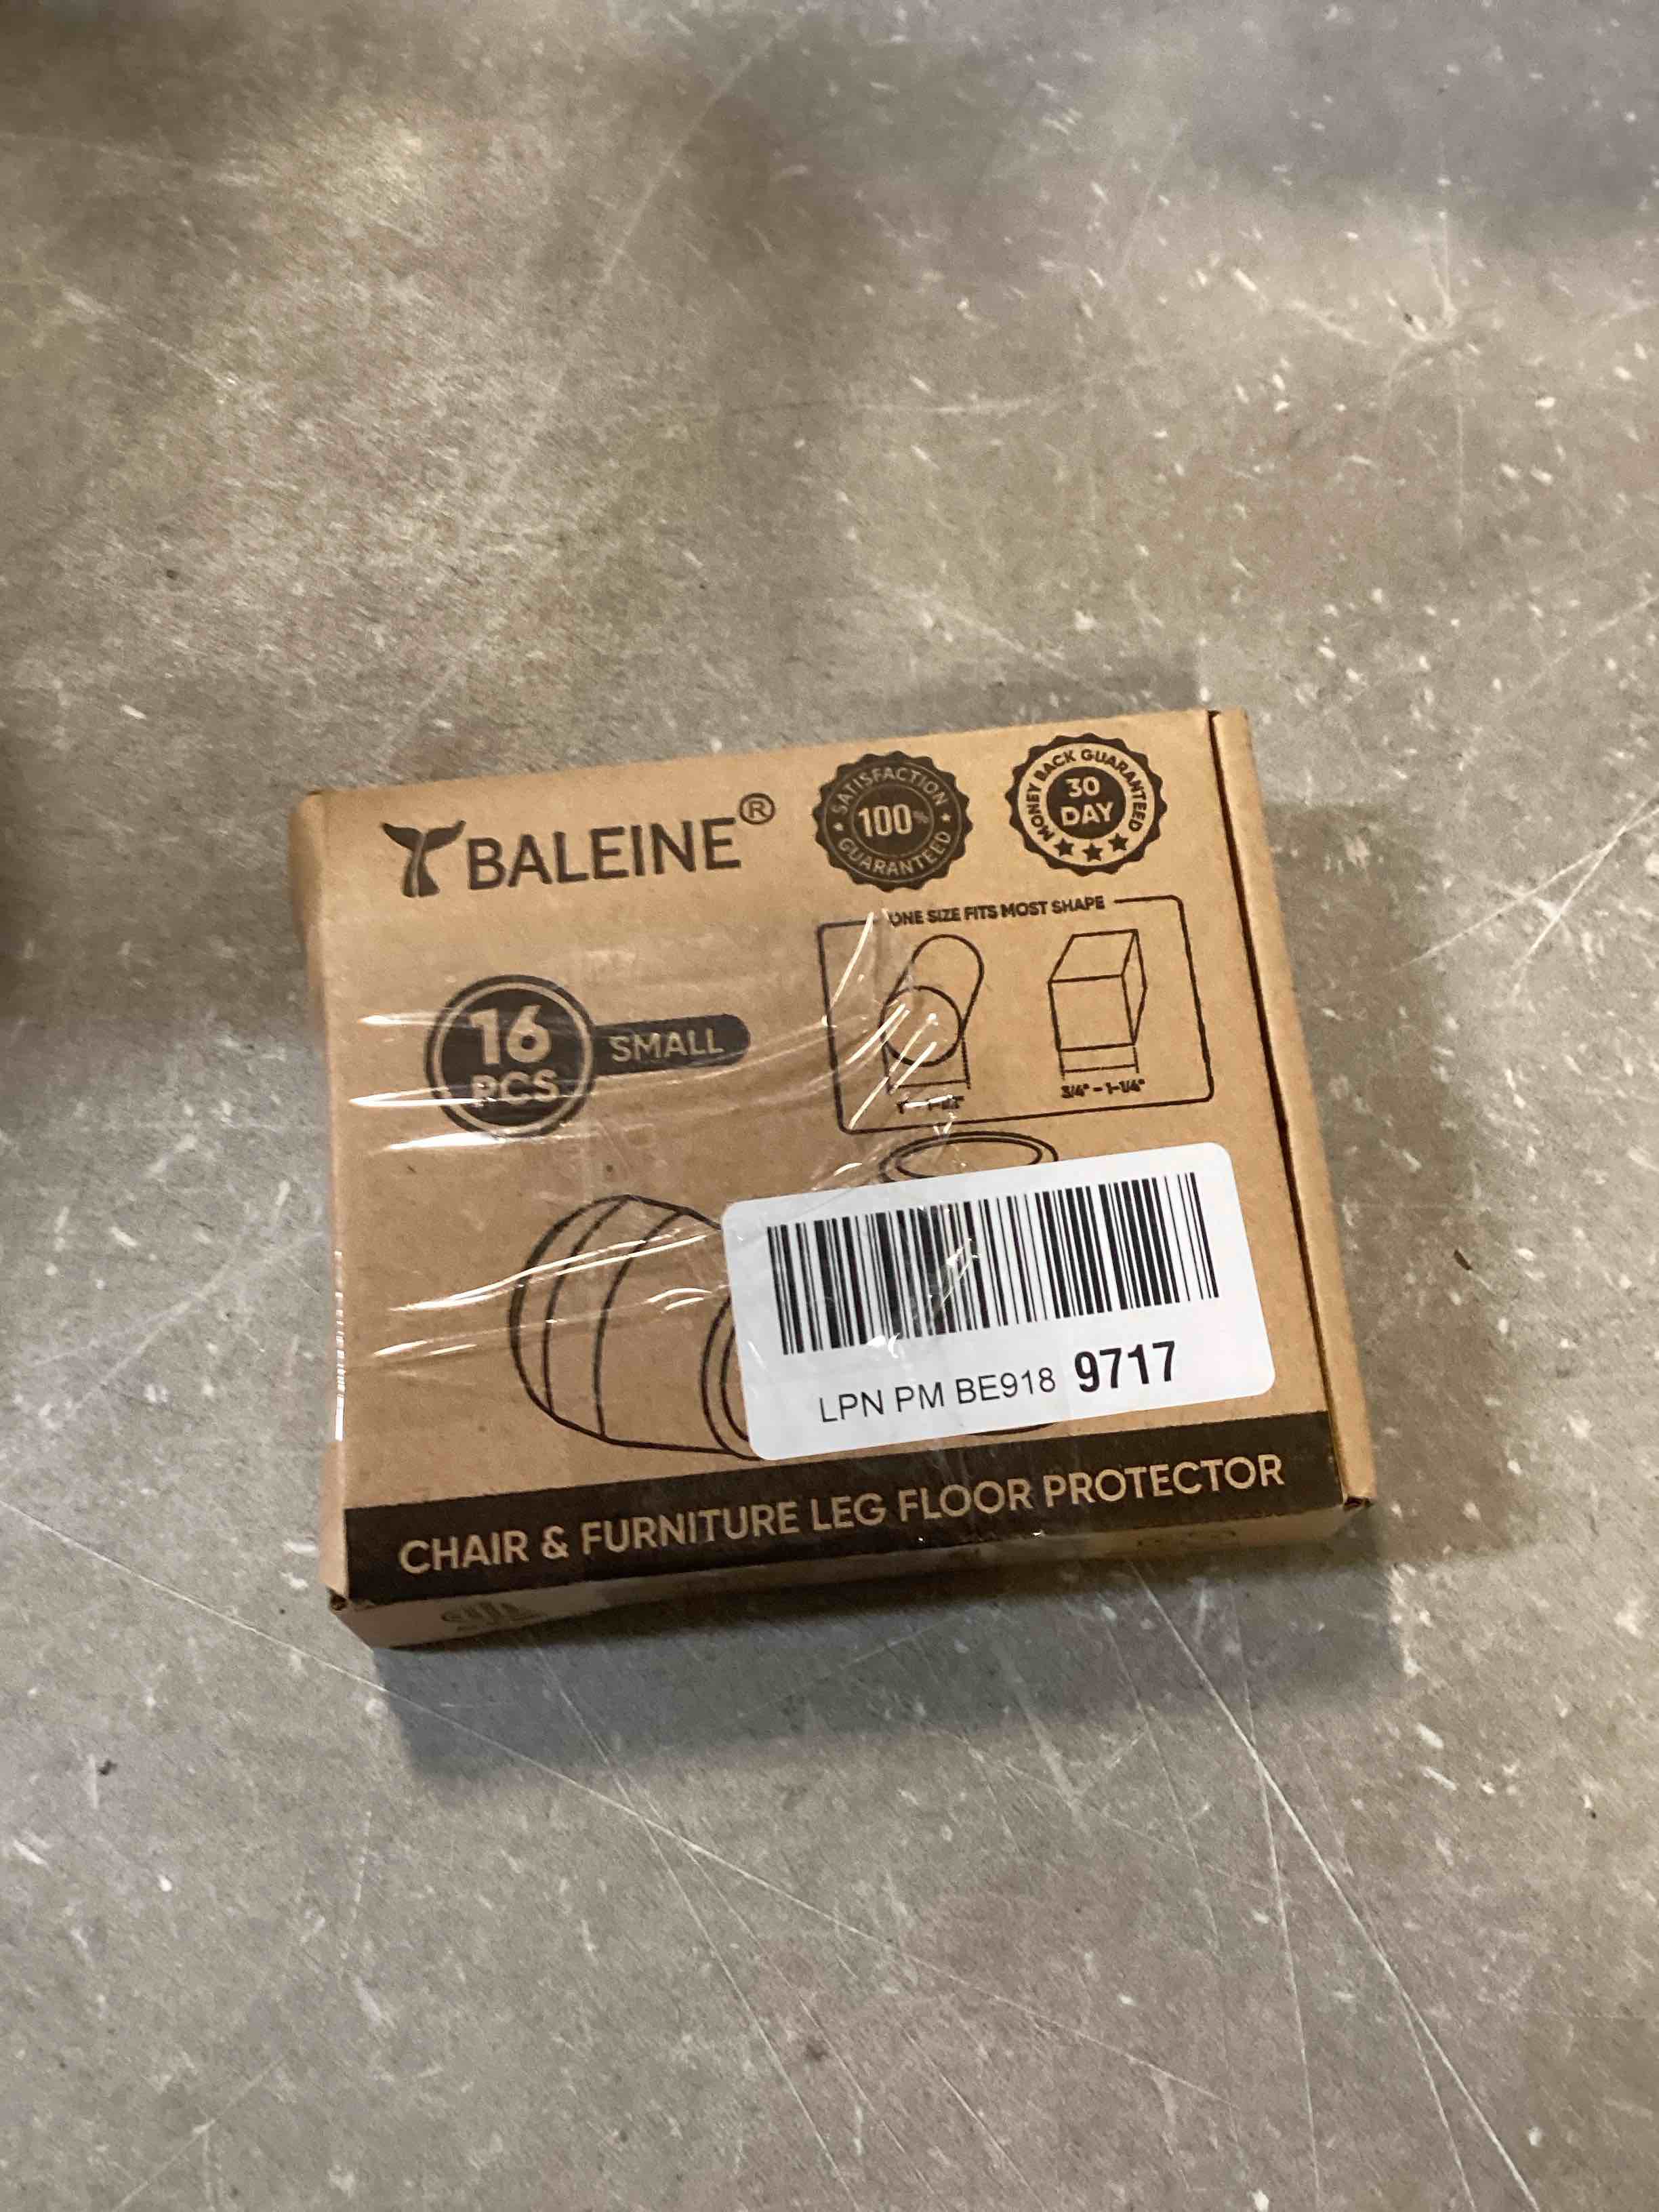 BALEINE®
SATISFACTION
100%
GUARANTEED
MONEY BACK GUARANTEED
30
DAY
ONE SIZE FITS MOST SHAPE
16
PCS
SMALL
3/4" - 1-1/4"
LPN PM BE918 9717
CHAIR & FURNITURE LEG FLOOR PROTECTOR